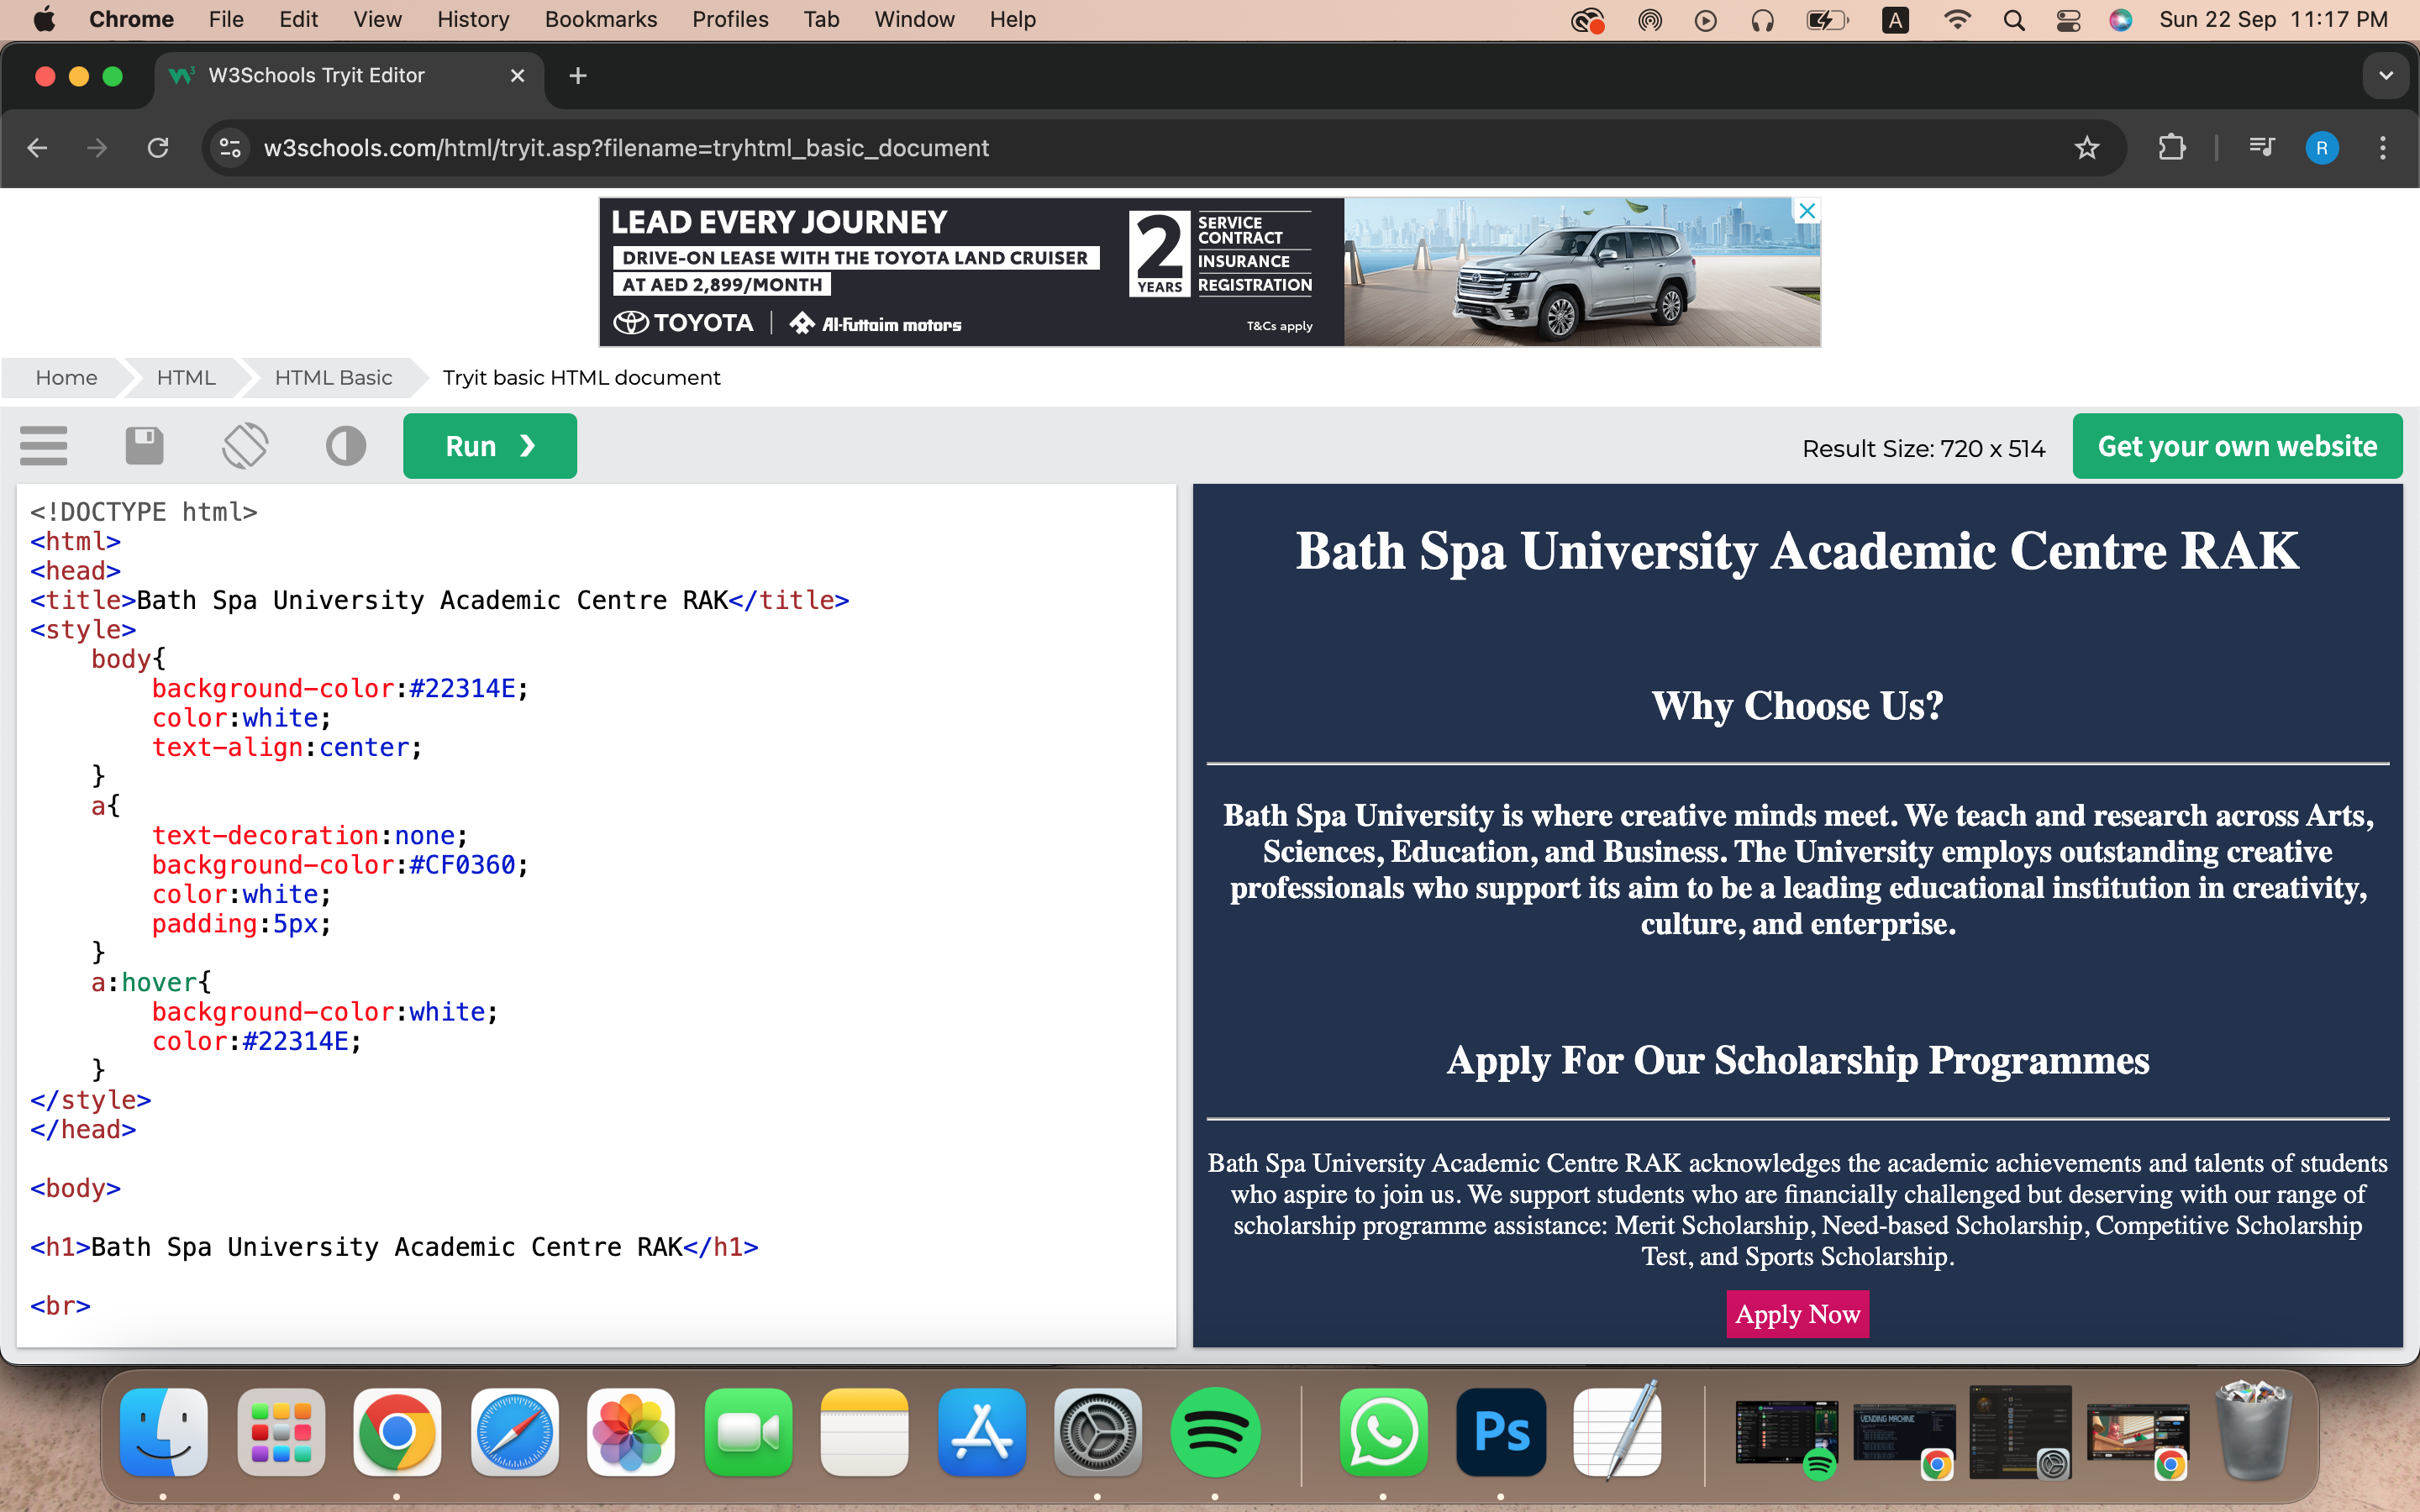 Chrome File Edit View History Bookmarks Profiles Tab Window Help A Sun 22 Sep 11:17 PM
W3Schools Tryit Editor
w3schools.com/html/tryit.asp?filename=tryhtml_basic_document R
LEAD EVERY JOURNEY
DRIVE-ON LEASE WITH THE TOYOTA LAND CRUISER
AT AED 2,899/MONTH
TOYOTA | Al-Futtaim motors
2 YEARS
SERVICE
CONTRACT
INSURANCE
REGISTRATION
T&Cs apply
Home HTML HTML Basic Tryit basic HTML document
Run ❯ Result Size: 720 x 514 Get your own website
<!DOCTYPE html>
<html>
<head>
<title>Bath Spa University Academic Centre RAK</title>
<style>
    body{
        background-color:#22314E;
        color:white;
        text-align:center;
    }
    a{
        text-decoration:none;
        background-color:#CF0360;
        color:white;
        padding:5px;
    }
    a:hover{
        background-color:white;
        color:#22314E;
    }
</style>
</head>
<body>
<h1>Bath Spa University Academic Centre RAK</h1>
<br>
Bath Spa University Academic Centre RAK
Why Choose Us?
Bath Spa University is where creative minds meet. We teach and research across Arts,
Sciences, Education, and Business. The University employs outstanding creative
professionals who support its aim to be a leading educational institution in creativity,
culture, and enterprise.
Apply For Our Scholarship Programmes
Bath Spa University Academic Centre RAK acknowledges the academic achievements and talents of students
who aspire to join us. We support students who are financially challenged but deserving with our range of
scholarship programme assistance: Merit Scholarship, Need-based Scholarship, Competitive Scholarship
Test, and Sports Scholarship.
Apply Now
Ps
VENDING MACHINE